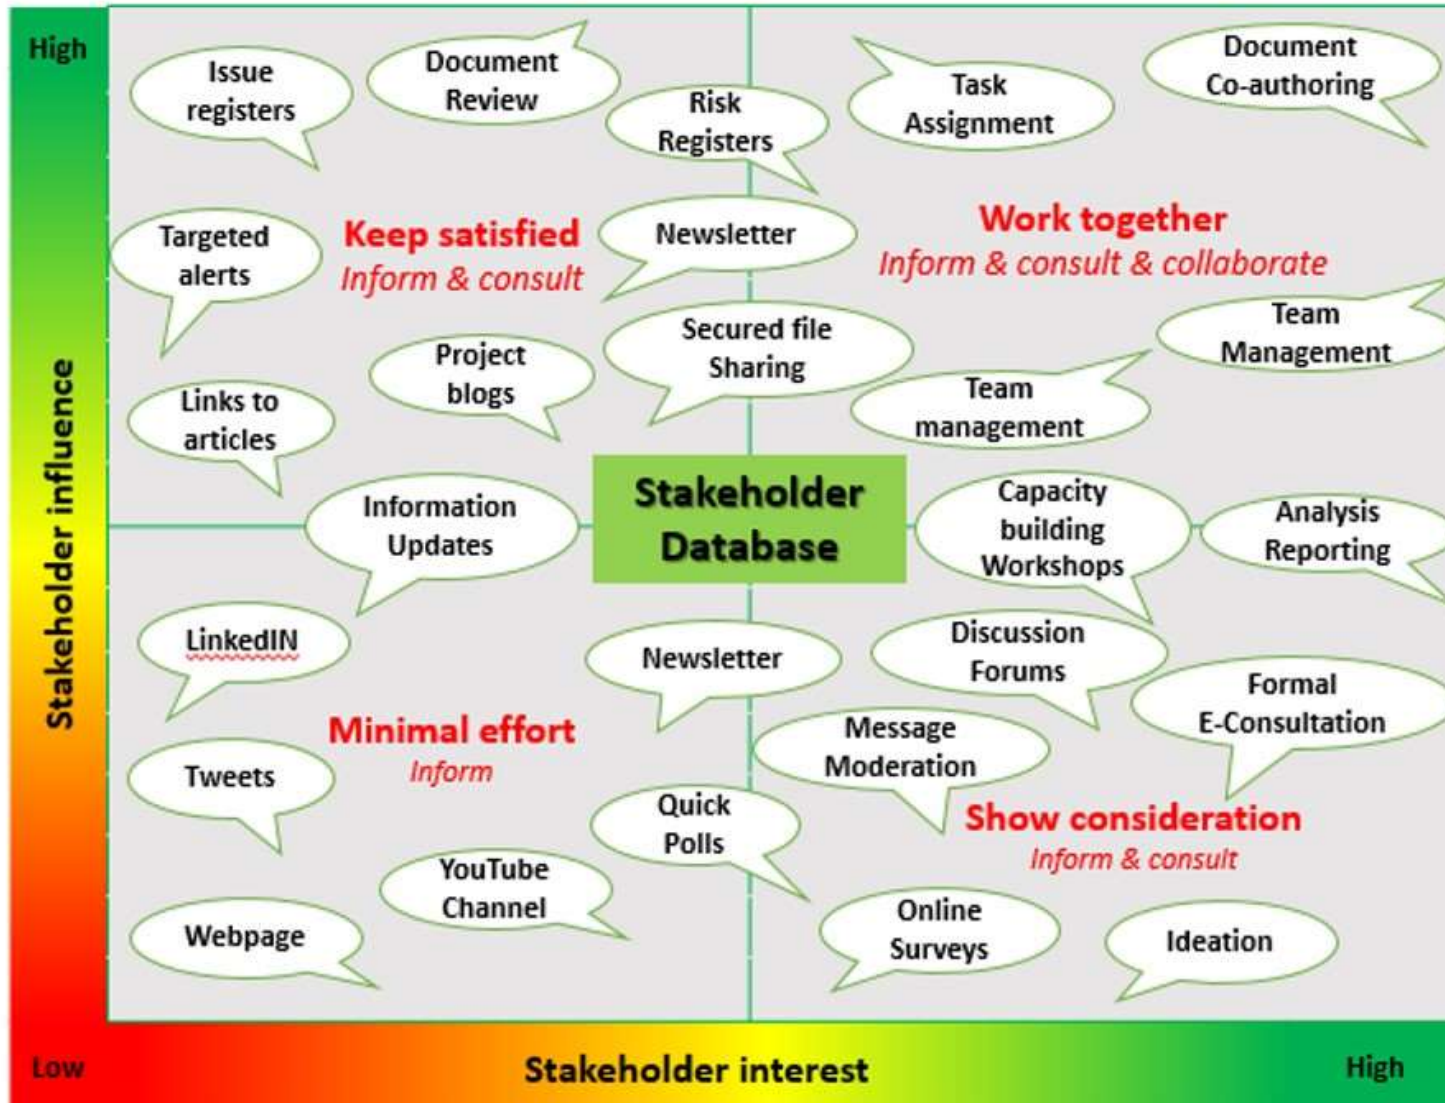 High
Issue
registers
Document
Review
Risk
Registers
Task
Assignment
Document
Co-authoring
Targeted
alerts
Keep satisfied
Inform & consult
Newsletter
Work together
Inform & consult & collaborate
Links to
articles
Project
blogs
Secured file
Sharing
Team
management
Team
Management
Stakeholder influence
Information
Updates
Stakeholder
Database
Capacity
building
Workshops
Analysis
Reporting
LinkedIN
Newsletter
Discussion
Forums
Formal
E-Consultation
Minimal effort
Inform
Message
Moderation
Tweets
Quick
Polls
Show consideration
Inform & consult
YouTube
Channel
Webpage
Online
Surveys
Ideation
Low
Stakeholder interest
High